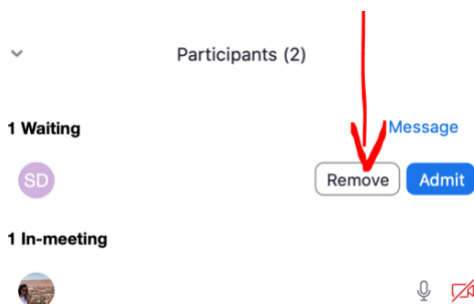 Participants (2)
1 Waiting
Message
SD
Remove
Admit
1 In-meeting